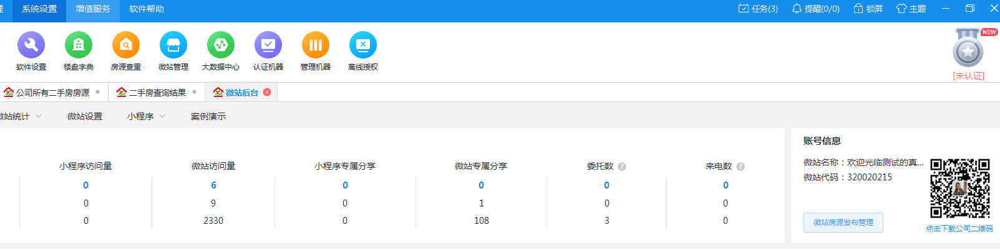 理 系统设置 增值服务 软件帮助 任务(3) 提醒(0/0) 锁屏 主题
NEW
软件设置 楼盘字典 房源查重 微站管理 大数据中心 认证机器 管理机器 离线授权
[未认证]
公司所有二手房房源 二手房查询结果 微站后台
微站统计 微站设置 小程序 案例演示
账号信息
小程序访问量 微站访问量 小程序专属分享 微站专属分享 委托数 ? 来电数 ?
微站名称：欢迎光临测试的真...
微站代码：320020215
0 6 0 0 0 0
0 9 0 1 0 0
0 2330 0 108 3 0
微站房源发布管理
点击下载公司二维码